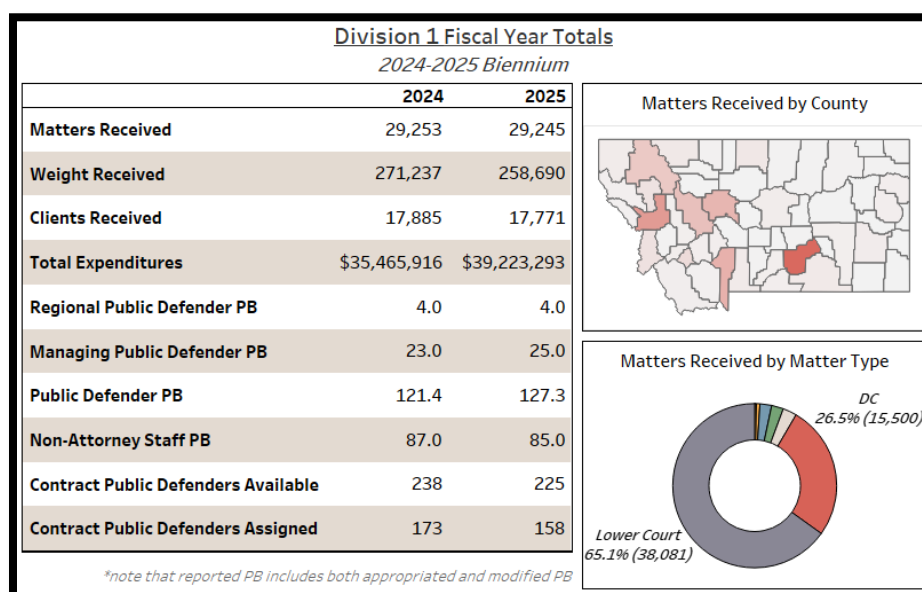 Division 1 Fiscal Year Totals
2024-2025 Biennium
2024 2025
Matters Received 29,253 29,245
Weight Received 271,237 258,690
Clients Received 17,885 17,771
Total Expenditures $35,465,916 $39,223,293
Regional Public Defender PB 4.0 4.0
Managing Public Defender PB 23.0 25.0
Public Defender PB 121.4 127.3
Non-Attorney Staff PB 87.0 85.0
Contract Public Defenders Available 238 225
Contract Public Defenders Assigned 173 158
*note that reported PB includes both appropriated and modified PB
Matters Received by County
Matters Received by Matter Type
DC
26.5% (15,500)
Lower Court
65.1% (38,081)